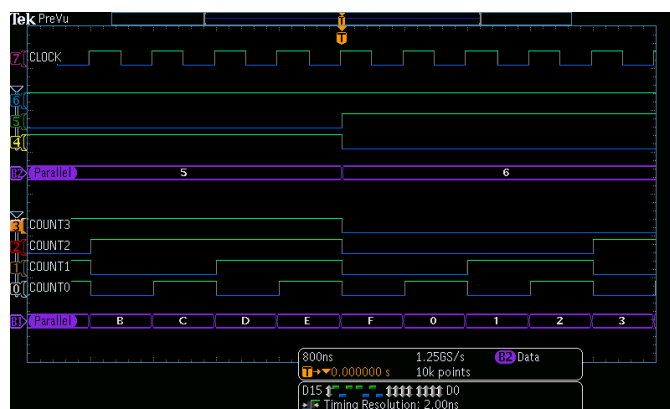 Tek PreVu
T
T
7 CLOCK
6
5
4
B2 Parallel 5 6
3 COUNT3
2 COUNT2
1 COUNT1
0 COUNT0
B1 Parallel B C D E F 0 1 2 3
800ns 1.25GS/s B2 Data
T→▼0.000000 s 10k points
D15 D0
Timing Resolution: 2.00ns